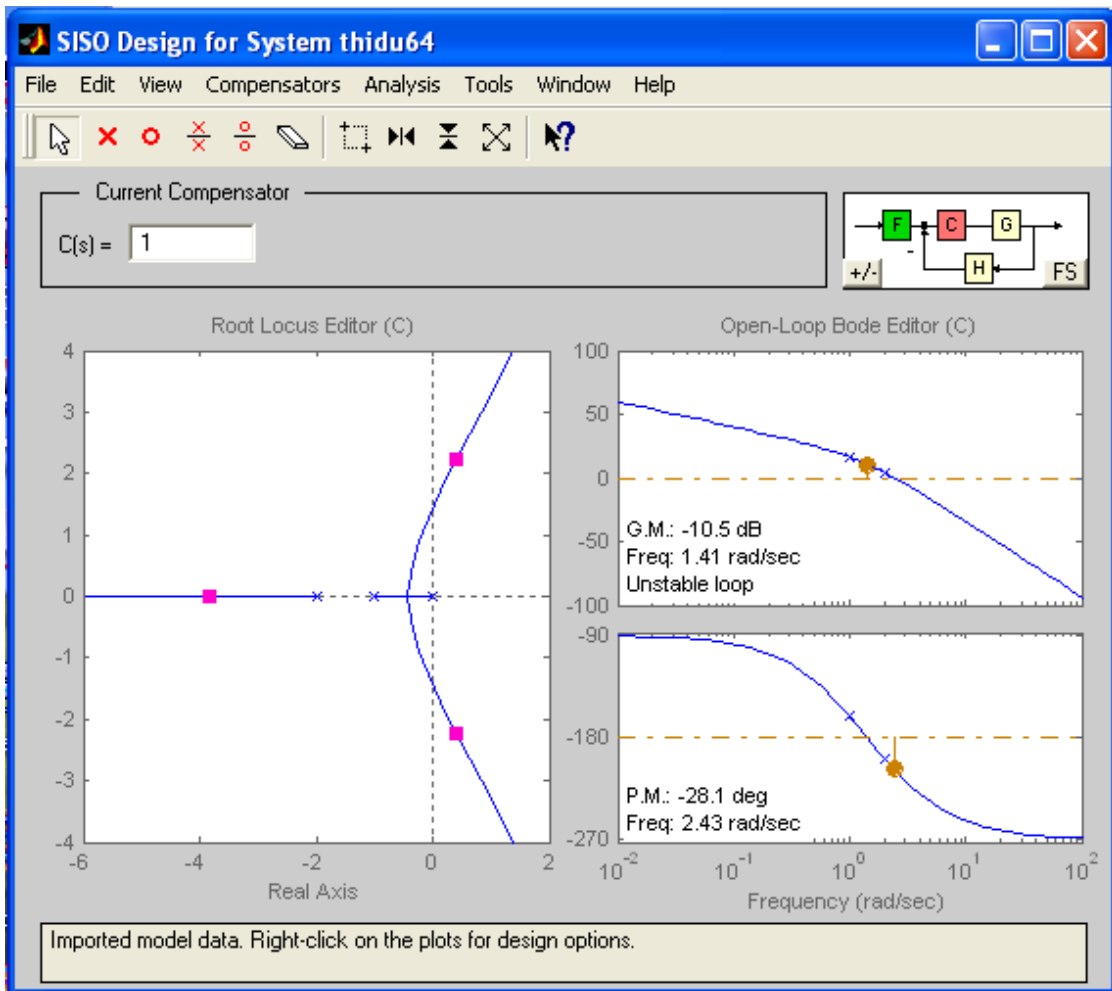 SISO Design for System thidu64
File Edit View Compensators Analysis Tools Window Help
Current Compensator
C(s) = 1
F C G
-
H
+/- FS
Root Locus Editor (C)
4
3
2
1
0
-1
-2
-3
-4
-6 -4 -2 0 2
Real Axis
Open-Loop Bode Editor (C)
100
50
0
-50
-100
G.M.: -10.5 dB
Freq: 1.41 rad/sec
Unstable loop
-90
-180
-270
P.M.: -28.1 deg
Freq: 2.43 rad/sec
10^-2 10^-1 10^0 10^1 10^2
Frequency (rad/sec)
Imported model data. Right-click on the plots for design options.